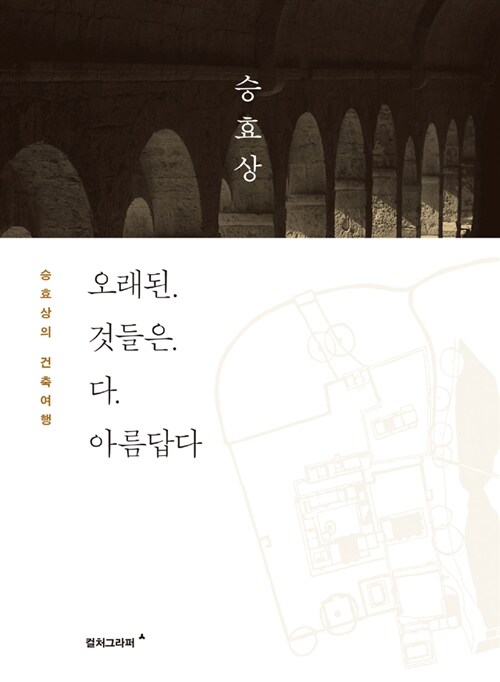 승효상
승효상의 건축여행
오래된.
것들은.
다.
아름답다
컬처그라퍼